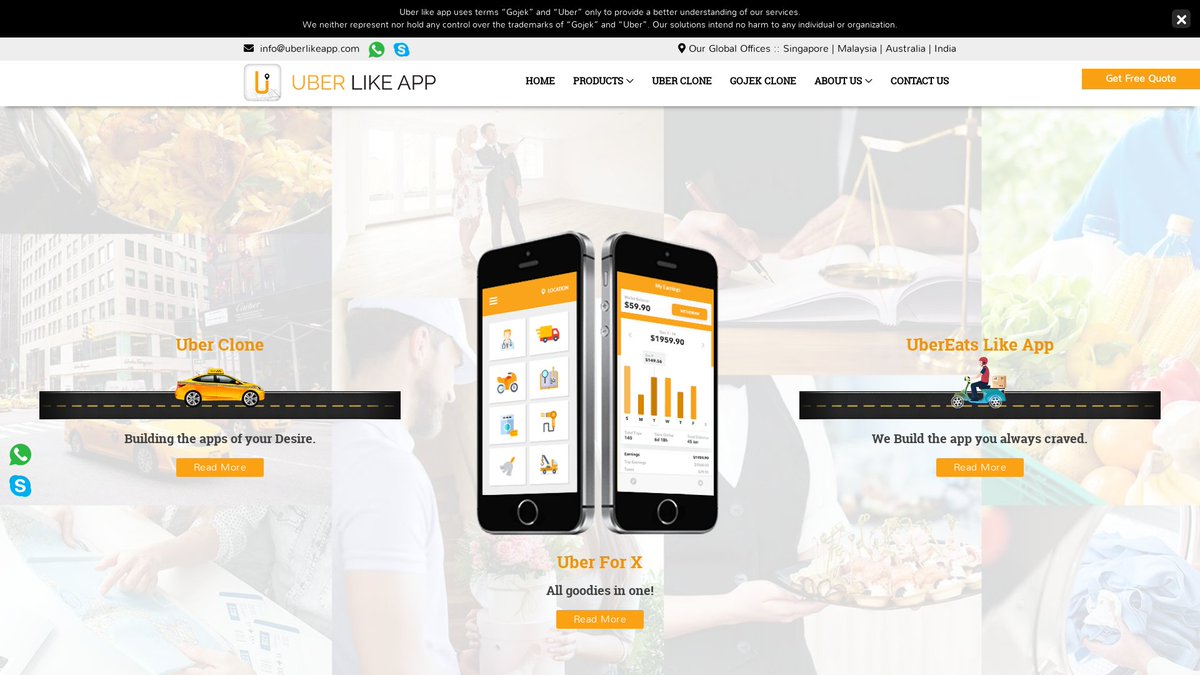 Uber like app uses terms “Gojek” and “Uber” only to provide a better understanding of our services.
We neither represent nor hold any control over the trademarks of “Gojek” and “Uber”. Our solutions intend no harm to any individual or organization.
info@uberlikeapp.com
Our Global Offices :: Singapore | Malaysia | Australia | India
UBER LIKE APP
HOME PRODUCTS UBER CLONE GOJEK CLONE ABOUT US CONTACT US
Get Free Quote
LOCATION
My Earnings
$59.90
$1959.90
Uber Clone
Building the apps of your Desire.
Read More
UberEats Like App
We Build the app you always craved.
Read More
Uber For X
All goodies in one!
Read More